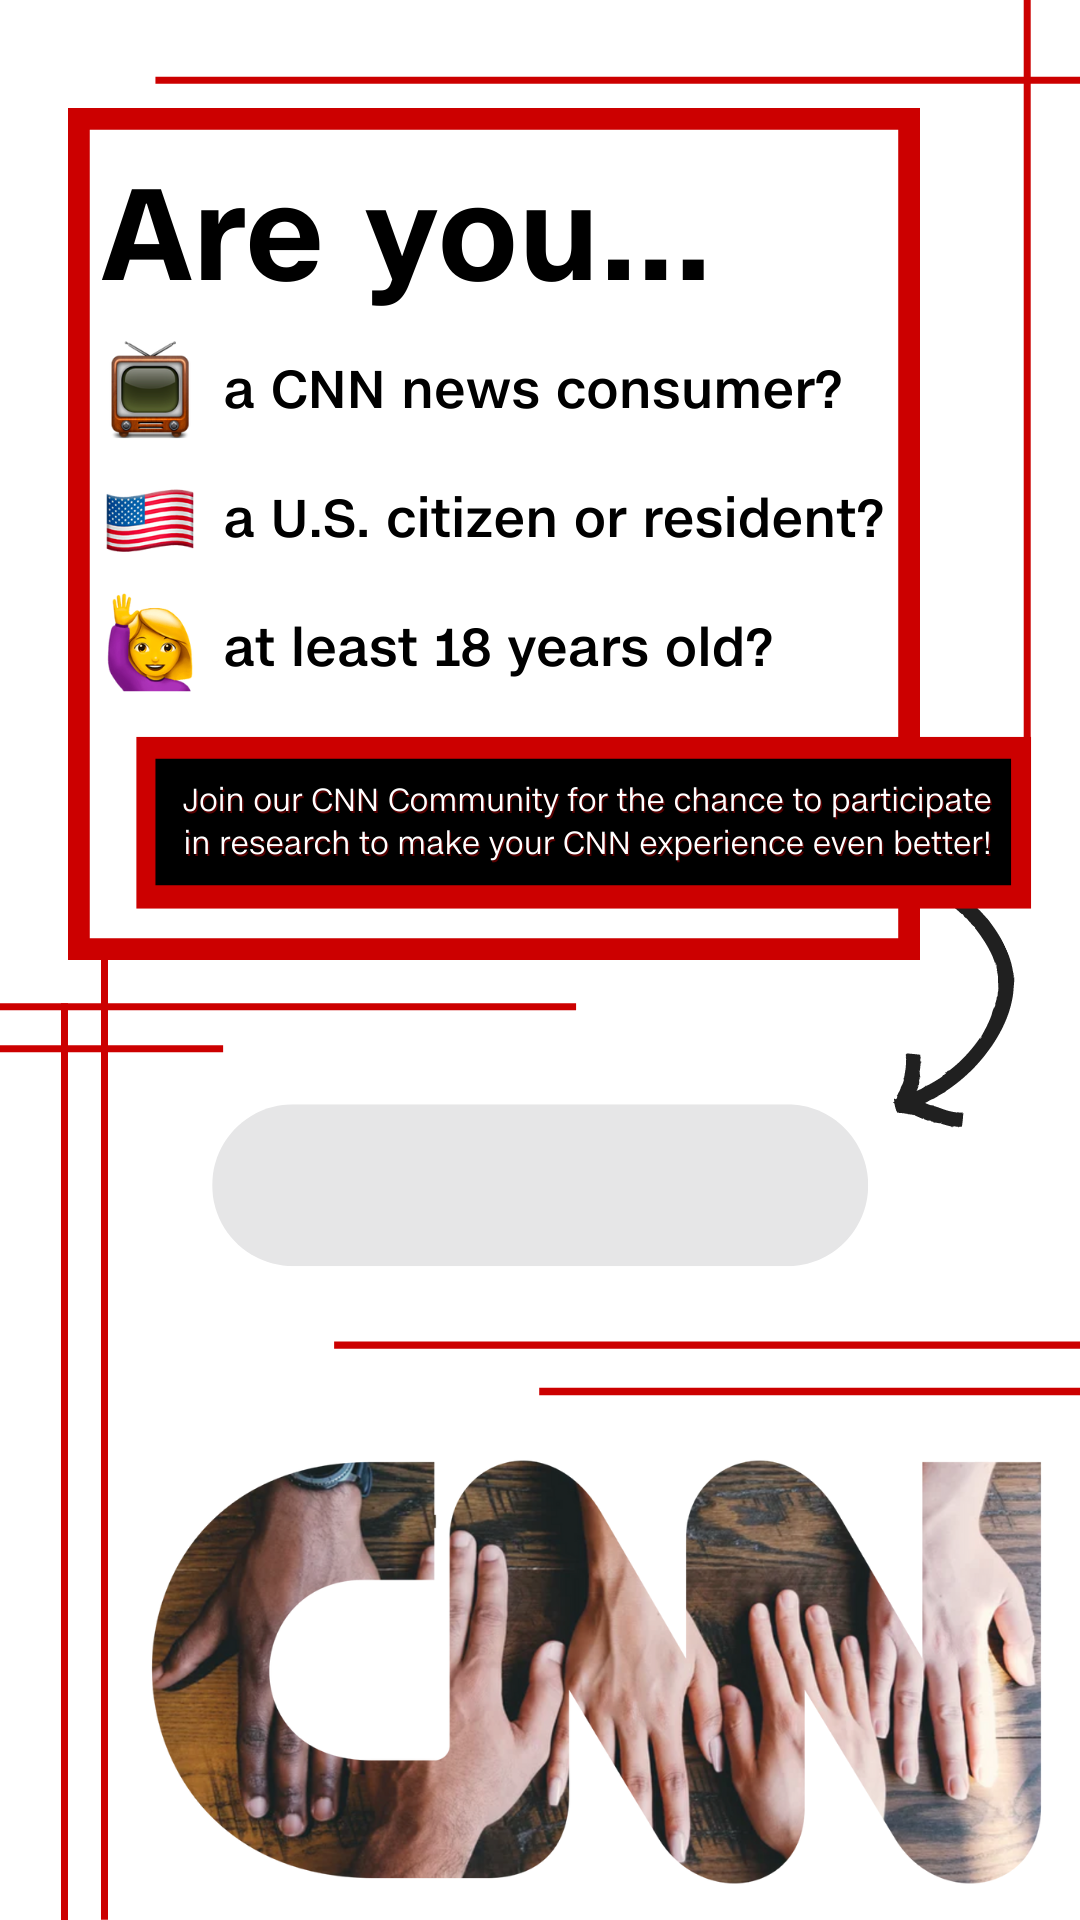 Are you...
a CNN news consumer?
a U.S. citizen or resident?
at least 18 years old?
Join our CNN Community for the chance to participate
in research to make your CNN experience even better!
CNN